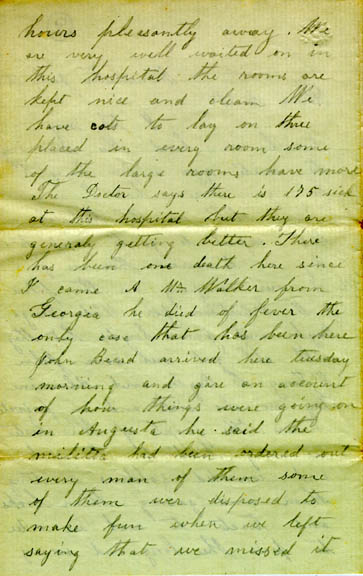 hours pleasantly away. We
are very well waited on in
this hospital the rooms are
kept nice and clean We
have cots to lay on three
placed in every room some
of the large rooms have more
The Doctor says there is 175 sick
at this hospital but they are
generaly getting better. There
has been one death here since
I came A Wm Walker from
Georgia he died of fever the
only case that has been here
John Beard arrived here tuesday
morning and gave an account
of how things were going on
in Augusta he said the
militia had been ordered out
every man of them some
of them wer disposed to
make fun when we left
saying that we missed it